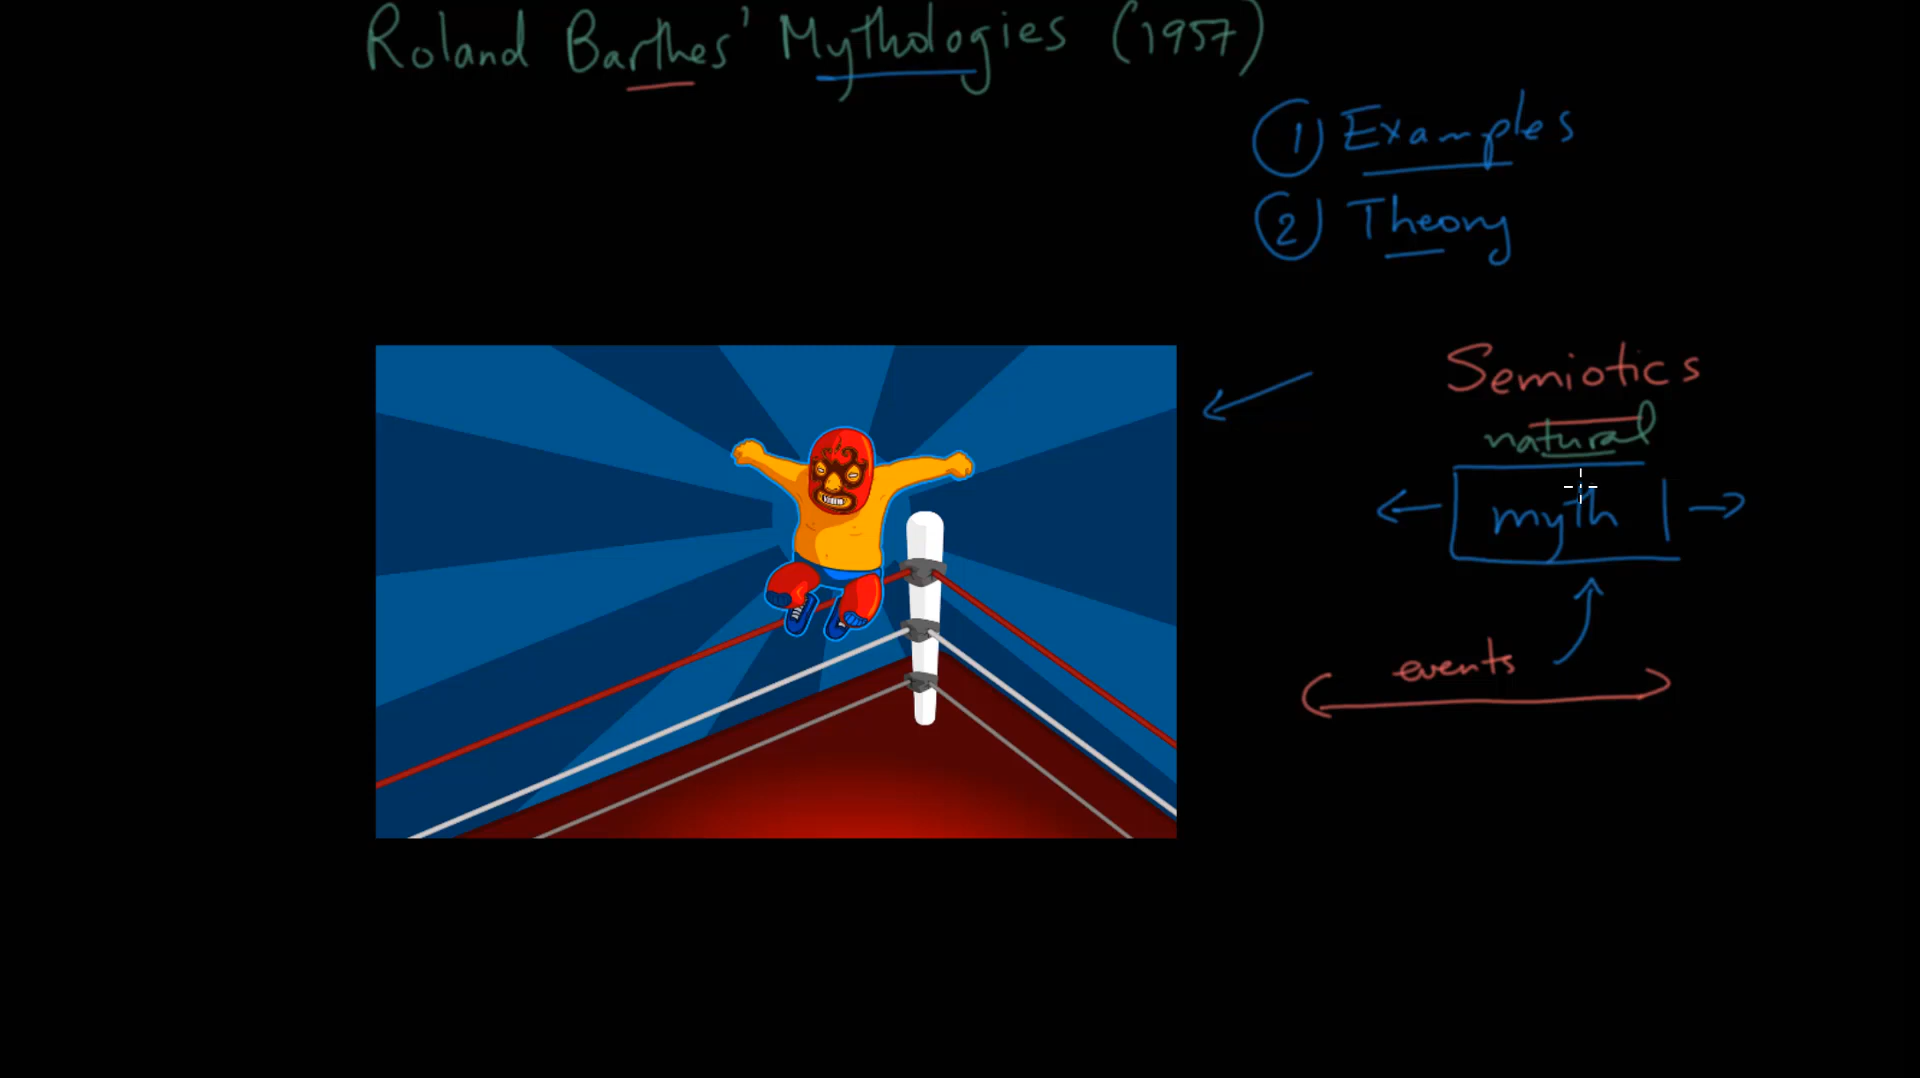 Roland Barthes' Mythologies (1957)
1 Examples
2 Theory
Semiotics
natural
myth
events